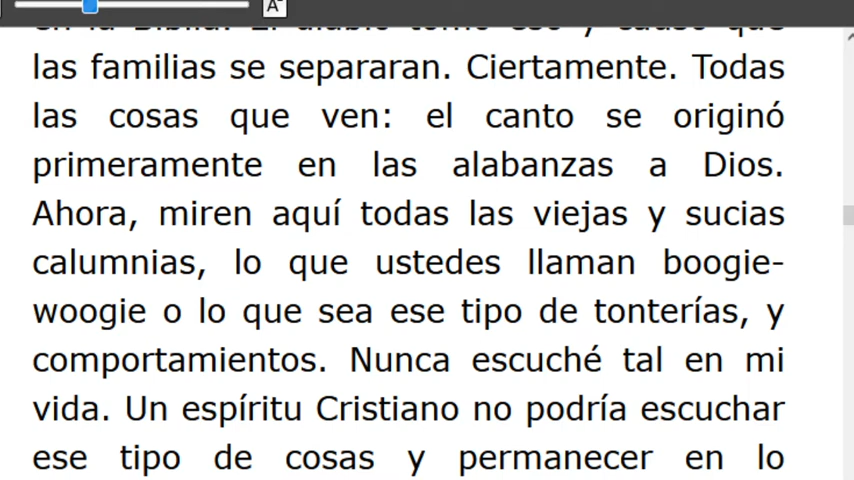 A
las familias se separaran. Ciertamente. Todas
las cosas que ven: el canto se originó
primeramente en las alabanzas a Dios.
Ahora, miren aquí todas las viejas y sucias
calumnias, lo que ustedes llaman boogie-
woogie o lo que sea ese tipo de tonterías, y
comportamientos. Nunca escuché tal en mi
vida. Un espíritu Cristiano no podría escuchar
ese tipo de cosas y permanecer en lo